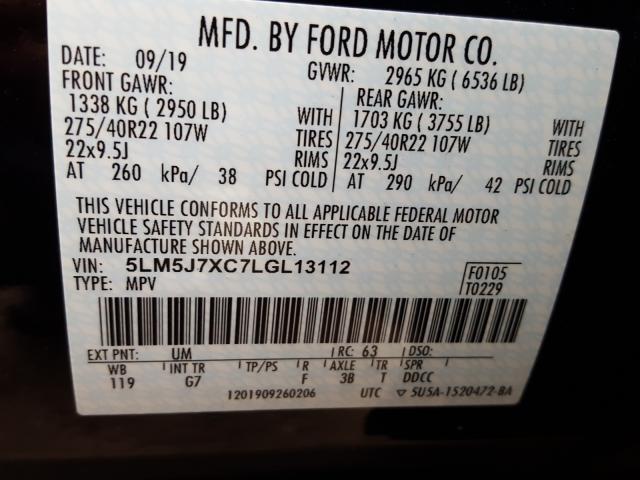 MFD. BY FORD MOTOR CO.
DATE: 09/19 GVWR: 2965 KG ( 6536 LB)
FRONT GAWR: REAR GAWR:
1338 KG ( 2950 LB) WITH 1703 KG ( 3755 LB) WITH
275/40R22 107W TIRES 275/40R22 107W TIRES
22x9.5J RIMS 22x9.5J RIMS
AT 260 kPa/ 38 PSI COLD AT 290 kPa/ 42 PSI COLD
THIS VEHICLE CONFORMS TO ALL APPLICABLE FEDERAL MOTOR
VEHICLE SAFETY STANDARDS IN EFFECT ON THE DATE OF
MANUFACTURE SHOWN ABOVE.
VIN: 5LM5J7XC7LGL13112 F0105
TYPE: MPV T0229
EXT PNT: UM RC: 63 DSO:
WB INT TR TP/PS R AXLE TR SPR
119 G7 F 3B T DDCC
1201909260206 UTC ▽ 5U5A-1520472-BA